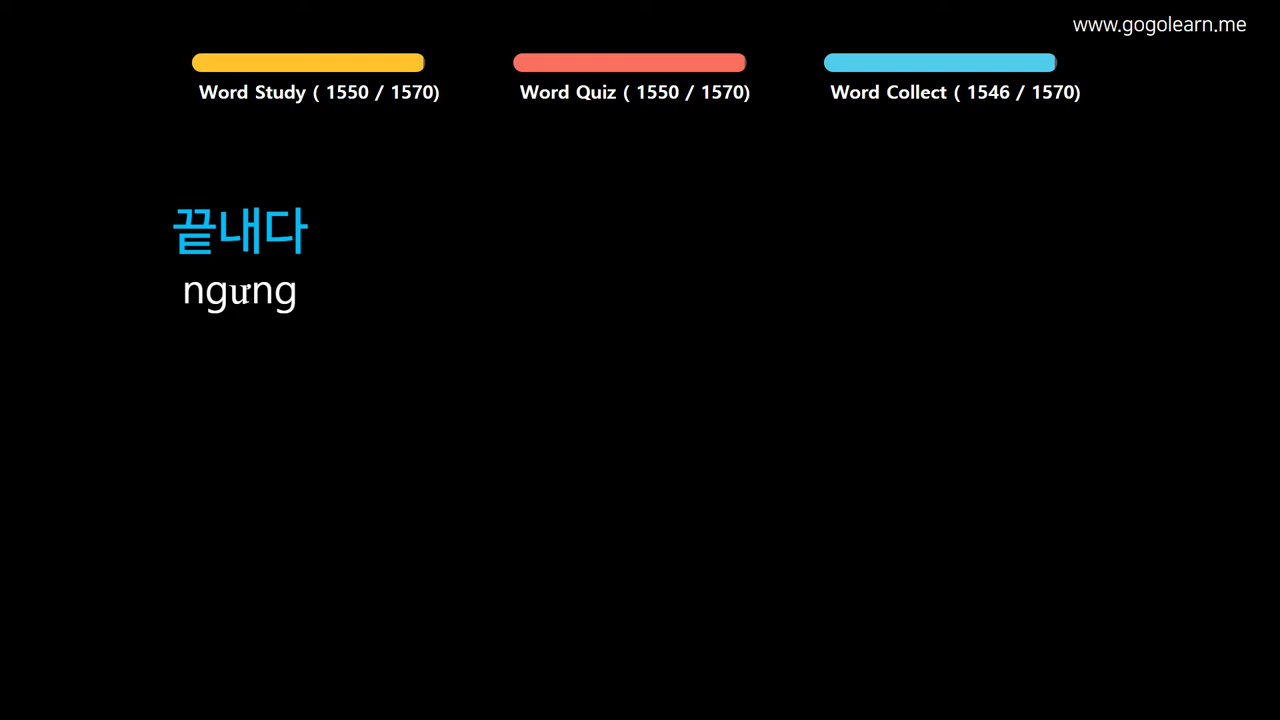 www.gogolearn.me
Word Study ( 1550 / 1570)
Word Quiz ( 1550 / 1570)
Word Collect ( 1546 / 1570)
끝내다
ngưng